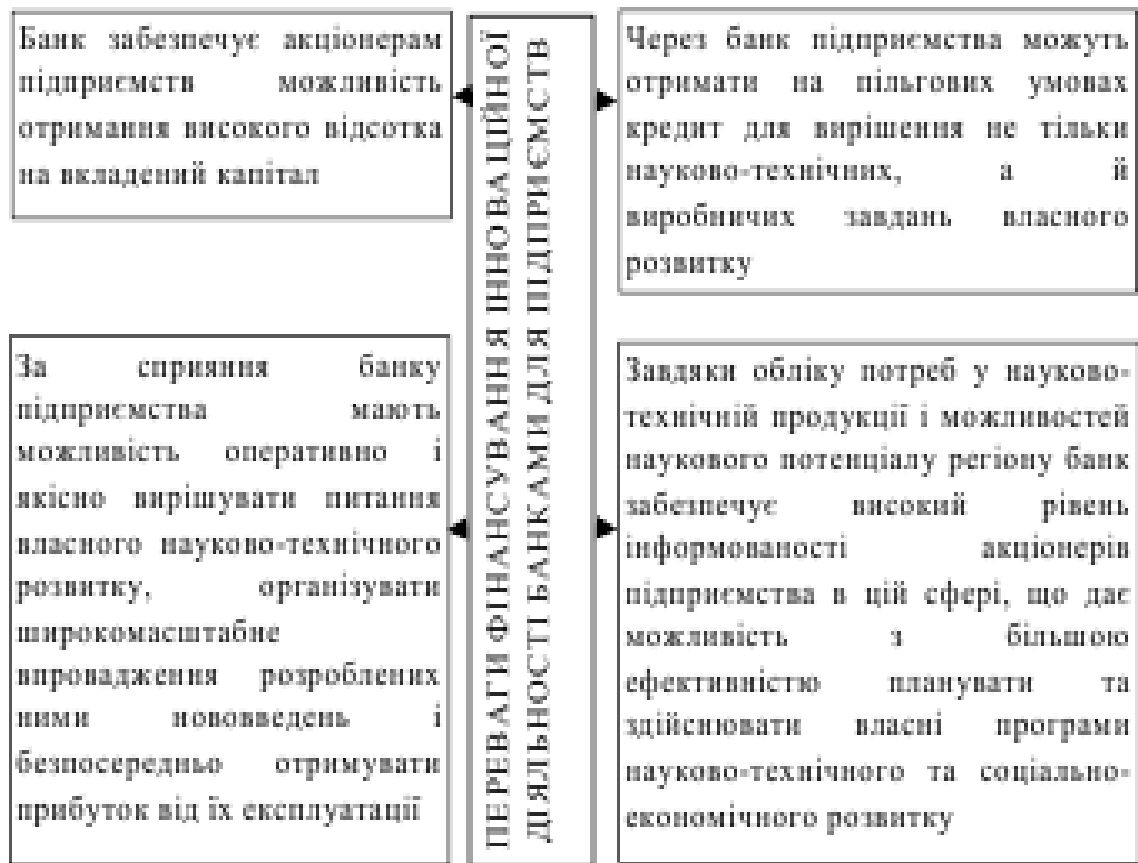 Банк забезпечує акціонерам
підприємств можливість
отримання високого відсотка
на вкладений капітал
За сприяння банку
підприємства мають
можливість оперативно і
якісно вирішувати питання
власного науково-технічного
розвитку, організувати
широкомасштабне
впровадження розроблених
ними нововведень і
безпосередньо отримувати
прибуток від їх експлуатації
ПЕРЕВАГИ ФІНАНСУВАННЯ ІННОВАЦІЙНОЇ
ДІЯЛЬНОСТІ БАНКАМИ ДЛЯ ПІДПРИЄМСТВ
Через банк підприємства можуть
отримати на пільгових умовах
кредит для вирішення не тільки
науково-технічних, а й
виробничих завдань власного
розвитку
Завдяки обліку потреб у науково-
технічній продукції і можливостей
наукового потенціалу регіону банк
забезпечує високий рівень
інформованості акціонерів
підприємства в цій сфері, що дає
можливість з більшою
ефективністю планувати та
здійснювати власні програми
науково-технічного та соціально-
економічного розвитку